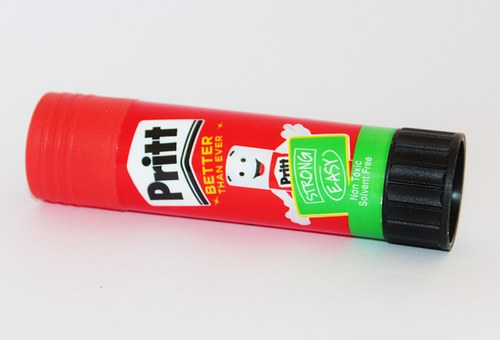 Pritt
BETTER
THAN EVER
Pritt
STRONG
EASY
Non Toxic
Solvent Free